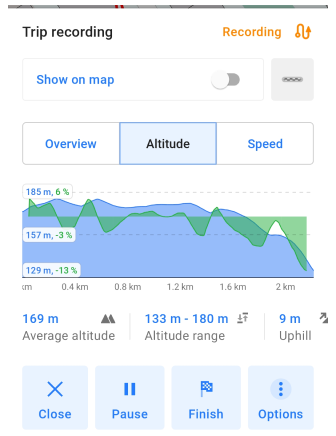 Trip recording
Recording
Show on map
Overview
Altitude
Speed
185 m, 6 %
157 m, -3 %
129 m, -13 %
km 0.4 km 0.8 km 1.2 km 1.6 km 2 km
169 m
133 m - 180 m
9 m
Average altitude
Altitude range
Uphill
Close
Pause
Finish
Options